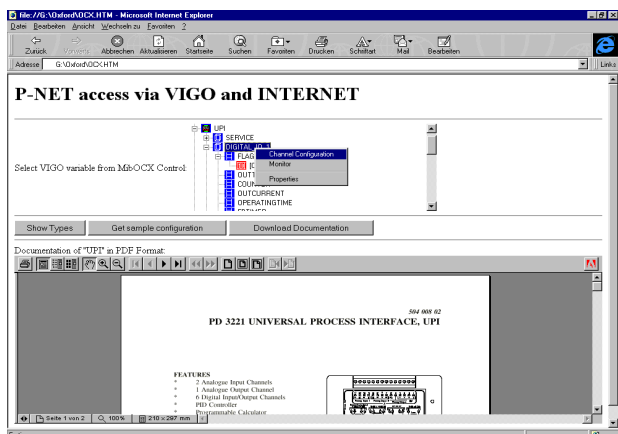 file://G:\Oxford\OCX.HTM - Microsoft Internet Explorer
Datei Bearbeiten Ansicht Wechseln zu Favoriten ?
Zurück Vorwärts Abbrechen Aktualisieren Startseite Suchen Favoriten Drucken Schriftart Mail Bearbeiten
Adresse G:\Oxford\OCX.HTM Links
P-NET access via VIGO and INTERNET
UPI
SERVICE
DIGITAL_IO_1
Select VIGO variable from MibOCX Control:
FLAG
Channel Configuration
Monitor
Properties
OUTT
COUN
OUTCURRENT
OPERATINGTIME
Show Types Get sample configuration Download Documentation
Documentation of "UPI" in PDF Format:
504 008 02
PD 3221 UNIVERSAL PROCESS INTERFACE, UPI
FEATURES
* 2 Analogue Input Channels
* 1 Analogue Output Channel
* 6 Digital Input/Output Channels
* PID Controller
* Programmable Calculator
Seite 1 von 2 100% 210 x 297 mm